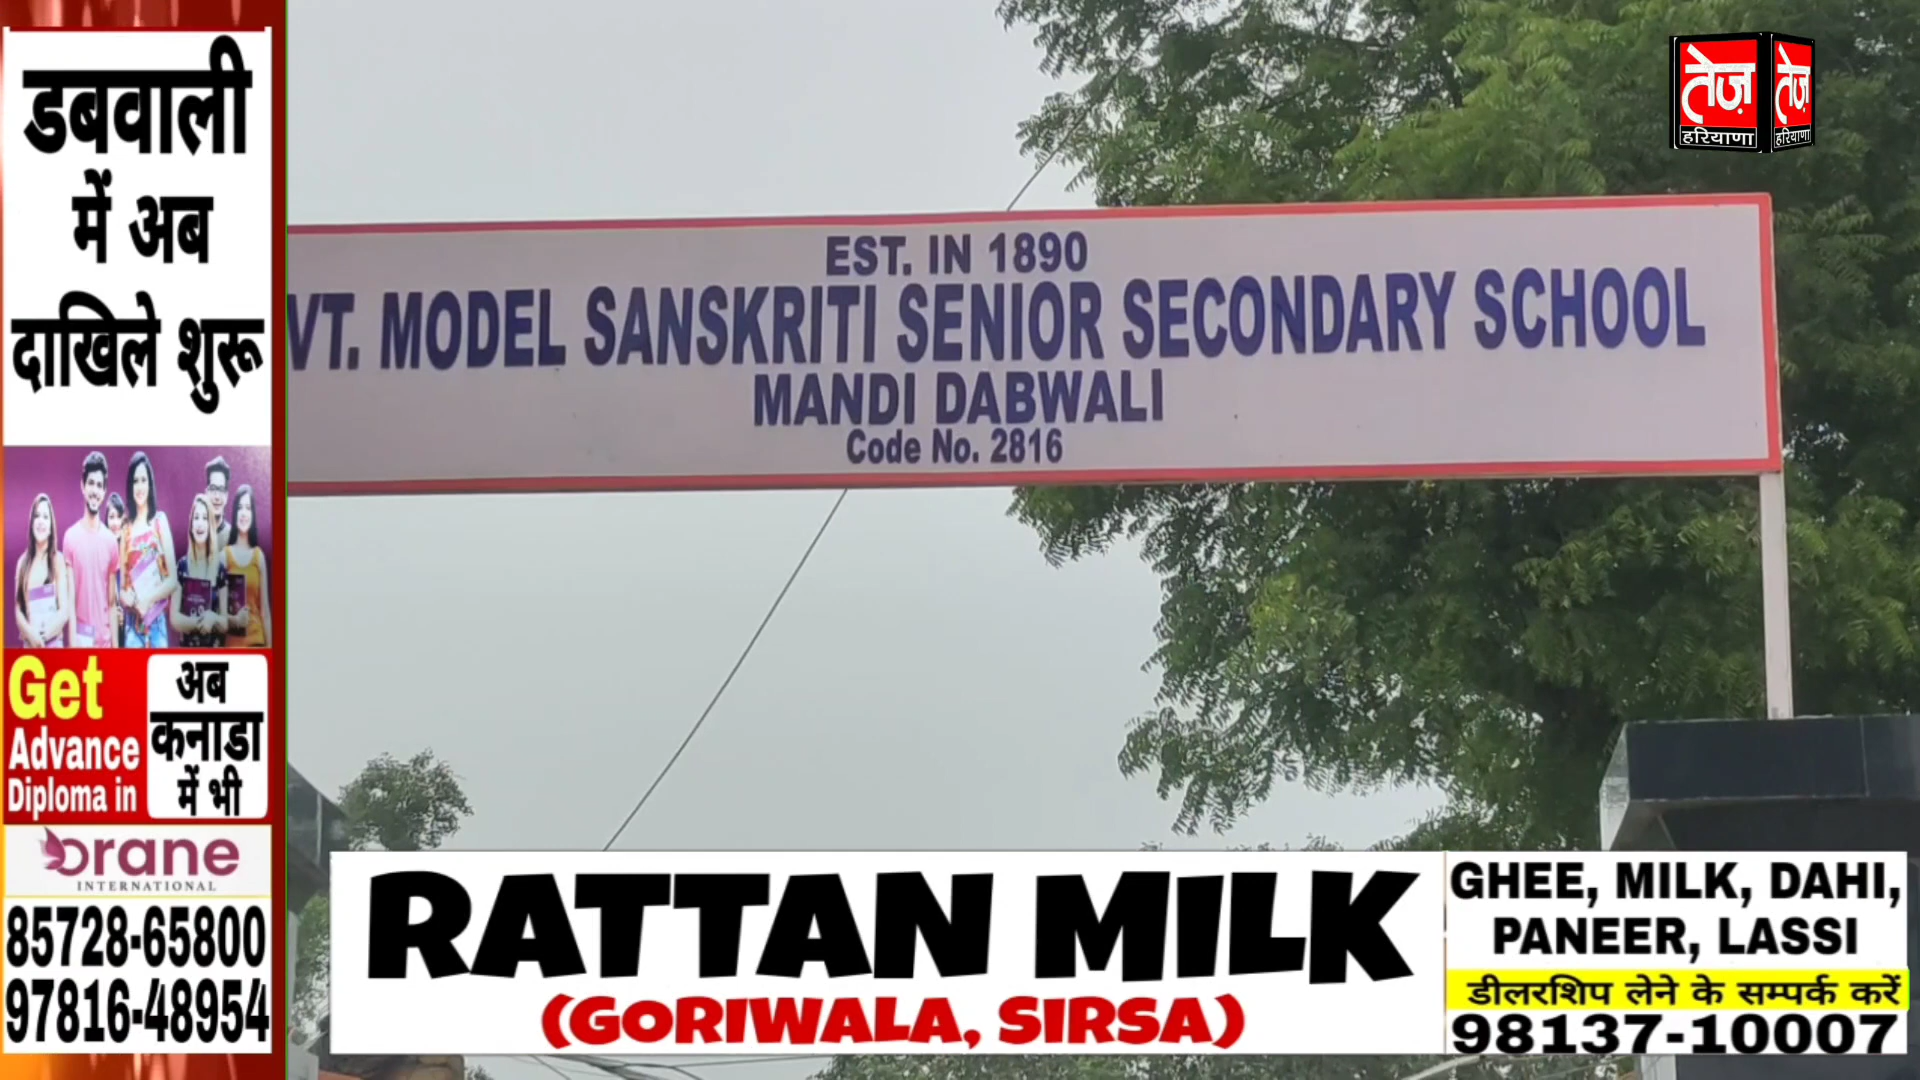 डबवाली
में अब
दाखिले शुरू
Get
Advance
Diploma in
अब
कनाडा
में भी
orane
INTERNATIONAL
85728-65800
97816-48954
तेज़
हरियाणा
तेज़
हरियाणा
EST. IN 1890
VT. MODEL SANSKRITI SENIOR SECONDARY SCHOOL
MANDI DABWALI
Code No. 2816
RATTAN MILK
(GORIWALA, SIRSA)
GHEE, MILK, DAHI,
PANEER, LASSI
डीलरशिप लेने के सम्पर्क करें
98137-10007